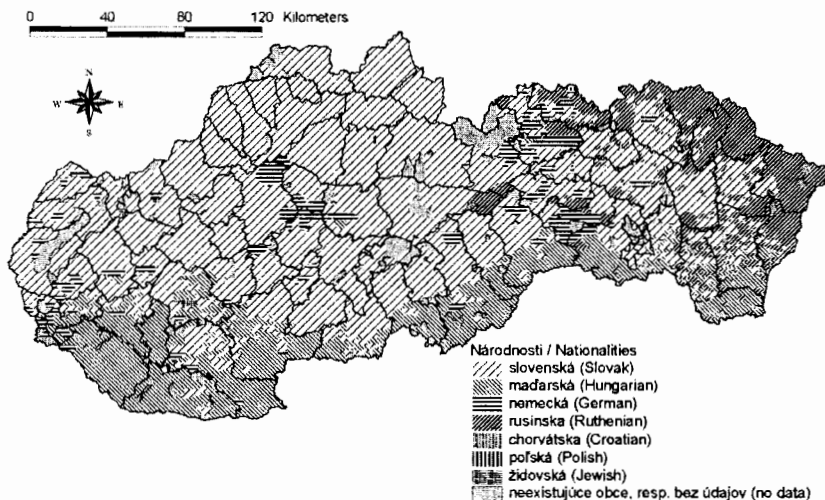 0 40 80 120 Kilometers
N
W E
S
Národnosti / Nationalities
slovenská (Slovak)
maďarská (Hungarian)
nemecká (German)
rusínska (Ruthenian)
chorvátska (Croatian)
poľská (Polish)
židovská (Jewish)
neexistujúce obce, resp. bez údajov (no data)